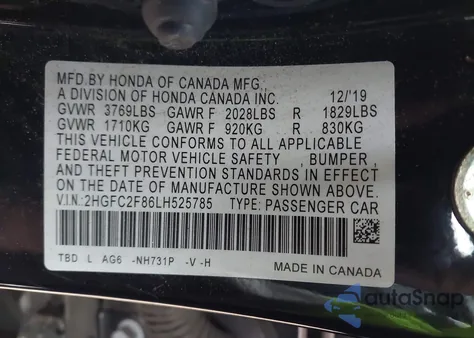 MFD BY HONDA OF CANADA MFG.,
A DIVISION OF HONDA CANADA INC. 12/'19
GVWR 3769LBS GAWR F 2028LBS R 1829LBS
GVWR 1710KG GAWR F 920KG R 830KG
THIS VEHICLE CONFORMS TO ALL APPLICABLE
FEDERAL MOTOR VEHICLE SAFETY , BUMPER ,
AND THEFT PREVENTION STANDARDS IN EFFECT
ON THE DATE OF MANUFACTURE SHOWN ABOVE.
V.I.N.:2HGFC2F86LH525785 TYPE: PASSENGER CAR
TBD L AG6 -NH731P -V -H
MADE IN CANADA
autaSnap